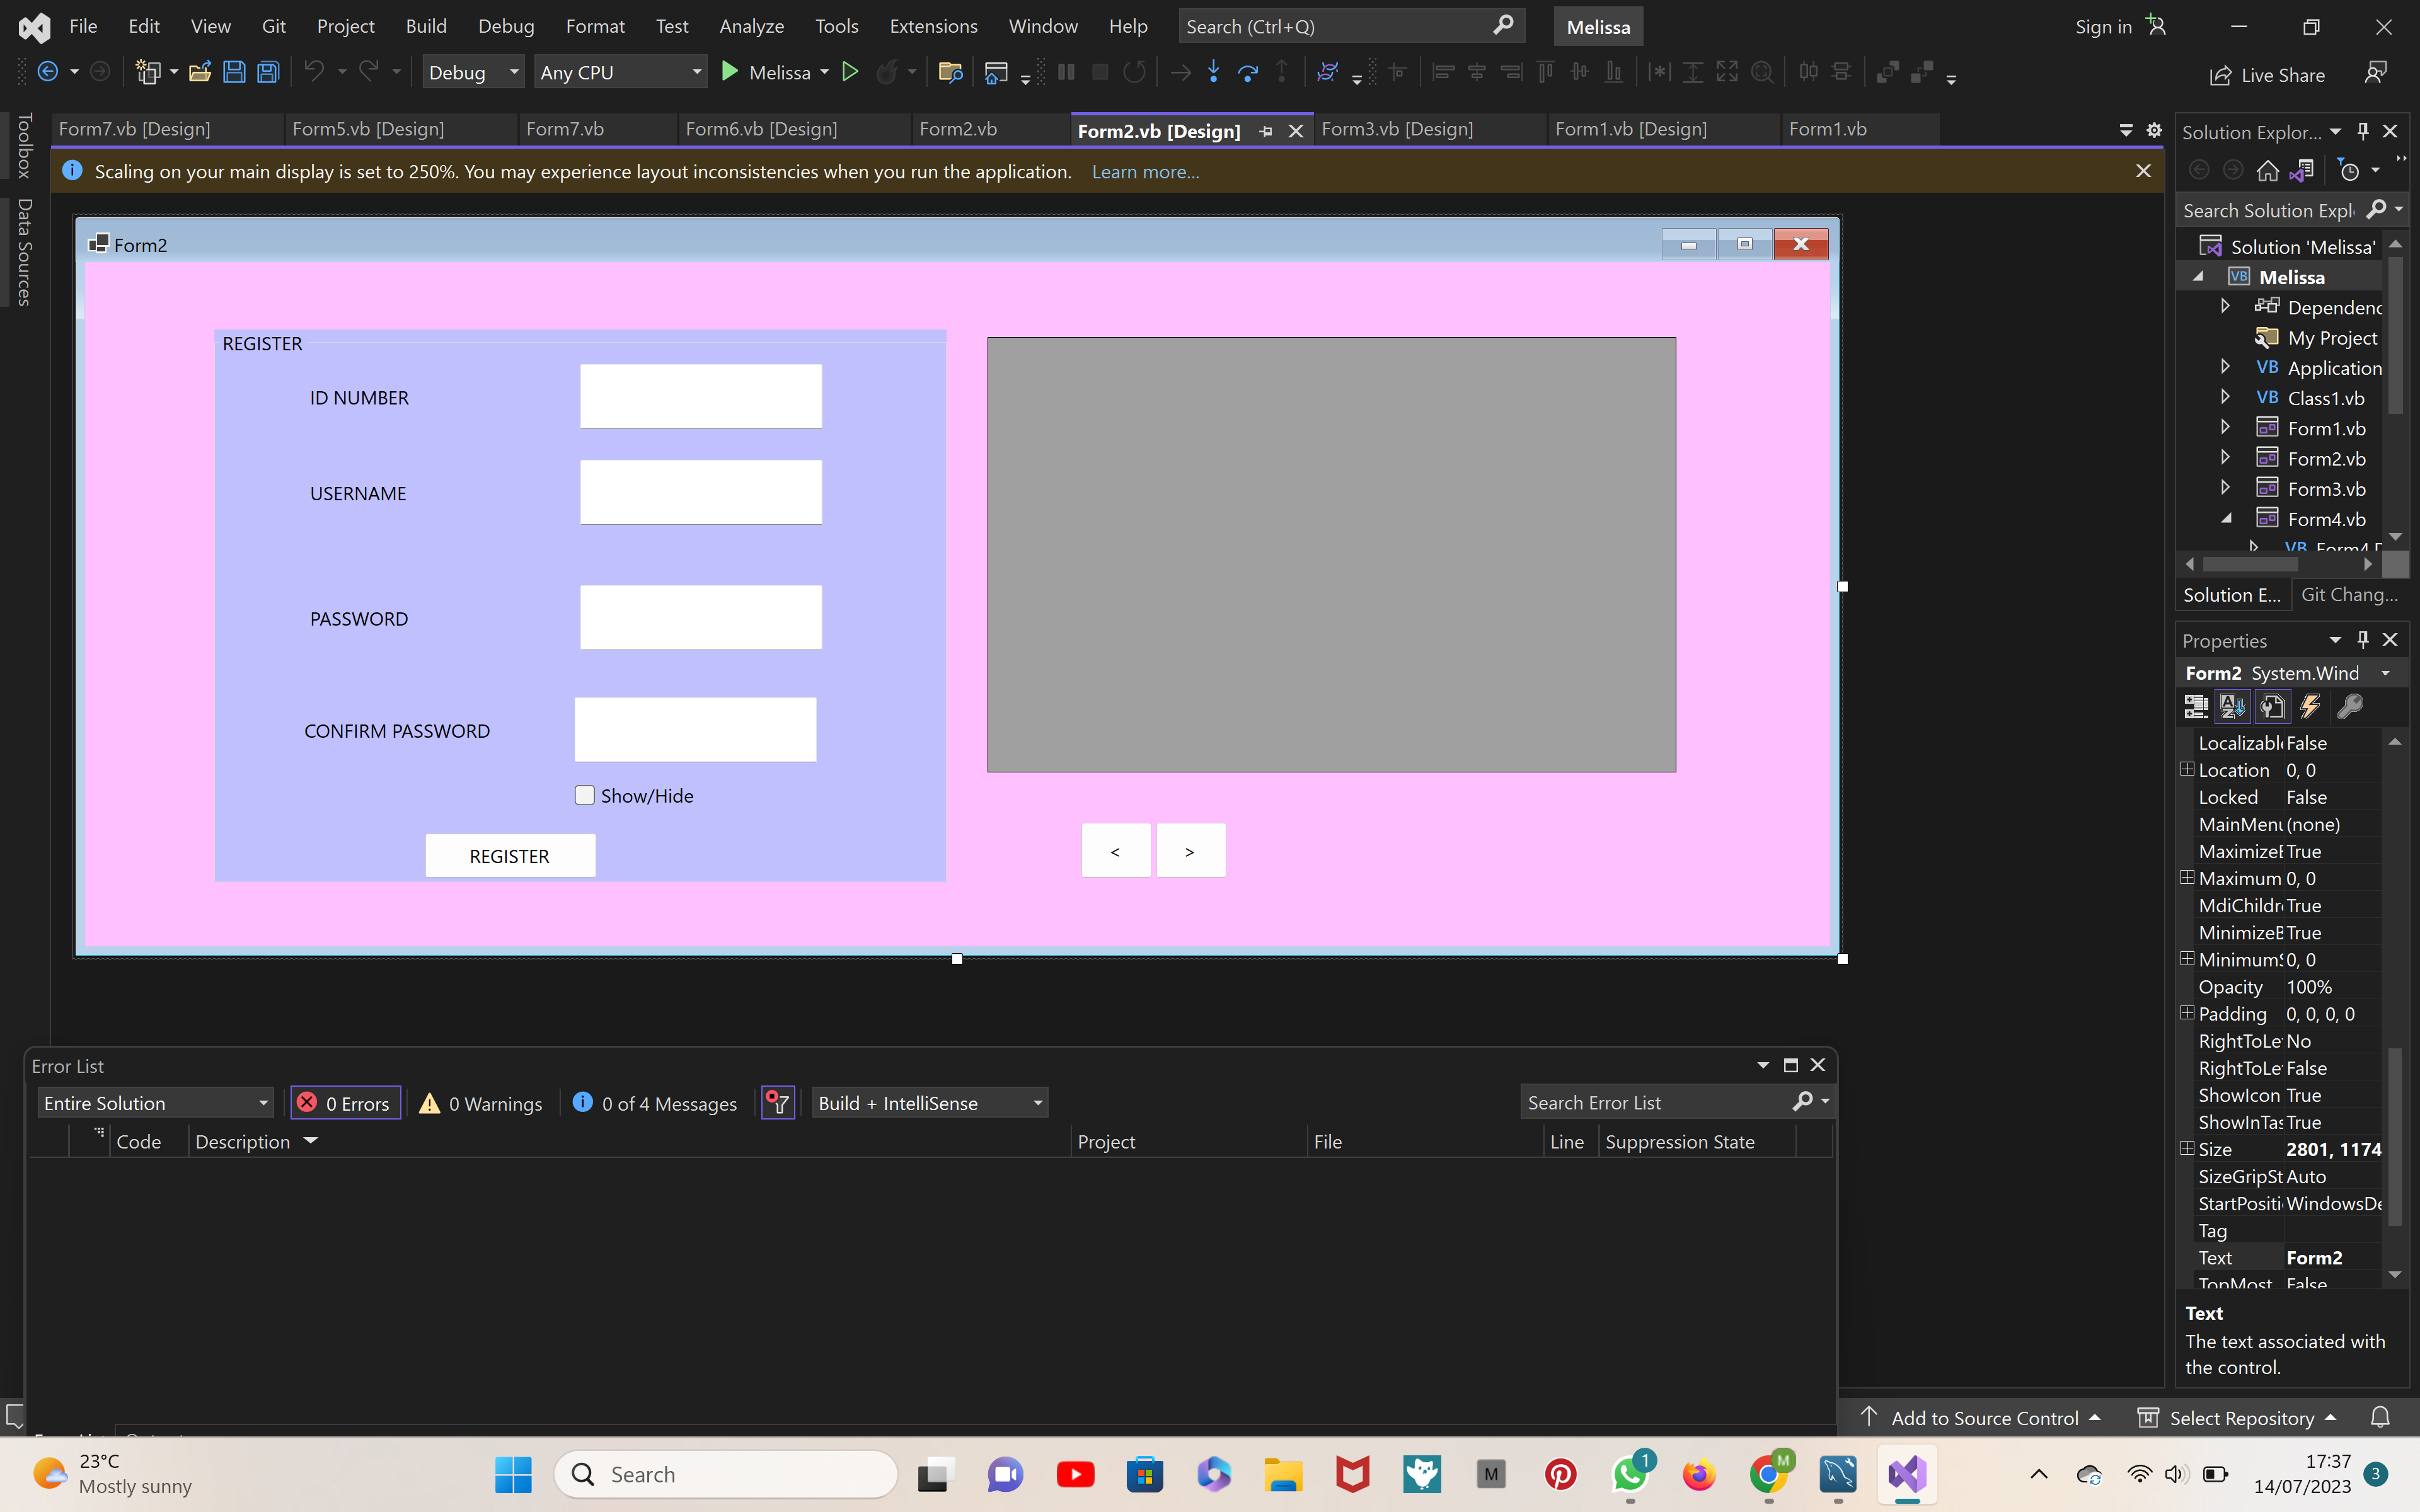 File Edit View Git Project Build Debug Format Test Analyze Tools Extensions Window Help Search (Ctrl+Q) Melissa Sign in
Debug Any CPU Melissa Live Share
Toolbox
Data Sources
Form7.vb [Design] Form5.vb [Design] Form7.vb Form6.vb [Design] Form2.vb Form2.vb [Design] Form3.vb [Design] Form1.vb [Design] Form1.vb
Scaling on your main display is set to 250%. You may experience layout inconsistencies when you run the application. Learn more...
Form2
REGISTER
ID NUMBER
USERNAME
PASSWORD
CONFIRM PASSWORD
Show/Hide
REGISTER
< >
Solution Explor...
Search Solution Expl
Solution 'Melissa'
VB Melissa
Dependenc
My Project
VB Application
VB Class1.vb
Form1.vb
Form2.vb
Form3.vb
Form4.vb
VB Form4.D
Solution E... Git Chang...
Properties
Form2 System.Wind
Localizabl False
Location 0, 0
Locked False
MainMenu (none)
MaximizeB True
Maximum 0, 0
MdiChildr True
MinimizeB True
MinimumS 0, 0
Opacity 100%
Padding 0, 0, 0, 0
RightToLe No
RightToLe False
ShowIcon True
ShowInTas True
Size 2801, 1174
SizeGripSt Auto
StartPositi WindowsDe
Tag
Text Form2
TopMost False
Text
The text associated with
the control.
Error List
Entire Solution 0 Errors 0 Warnings 0 of 4 Messages Build + IntelliSense Search Error List
Code Description Project File Line Suppression State
Add to Source Control Select Repository
23°C
Mostly sunny
Search
M
1
M
17:37
14/07/2023
3